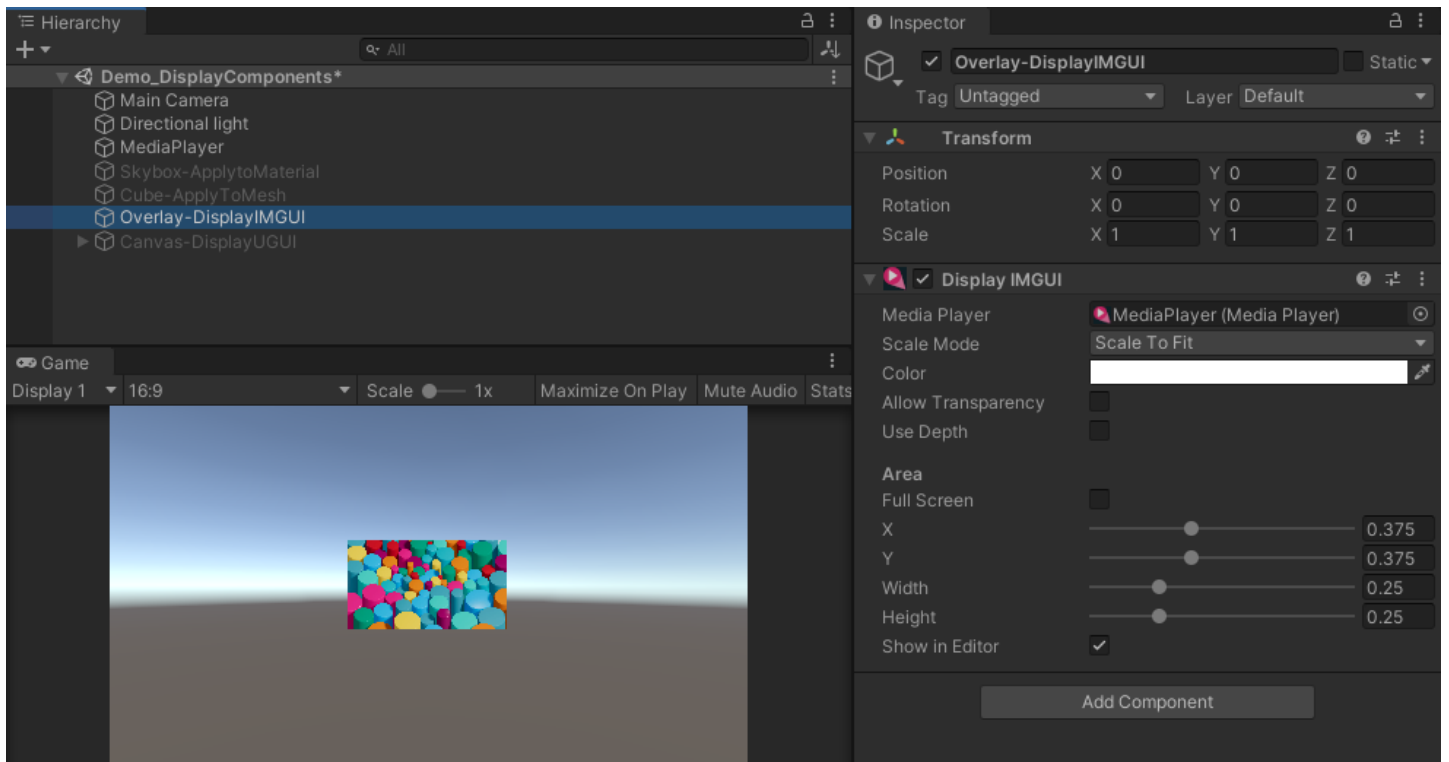 Hierarchy
All
Demo_DisplayComponents*
Main Camera
Directional light
MediaPlayer
Skybox-ApplytoMaterial
Cube-ApplyToMesh
Overlay-DisplayIMGUI
Canvas-DisplayUGUI
Game
Display 1 16:9 Scale 1x Maximize On Play Mute Audio Stats
Inspector
Overlay-DisplayIMGUI Static
Tag Untagged Layer Default
Transform
Position X 0 Y 0 Z 0
Rotation X 0 Y 0 Z 0
Scale X 1 Y 1 Z 1
Display IMGUI
Media Player MediaPlayer (Media Player)
Scale Mode Scale To Fit
Color
Allow Transparency
Use Depth
Area
Full Screen
X 0.375
Y 0.375
Width 0.25
Height 0.25
Show in Editor
Add Component